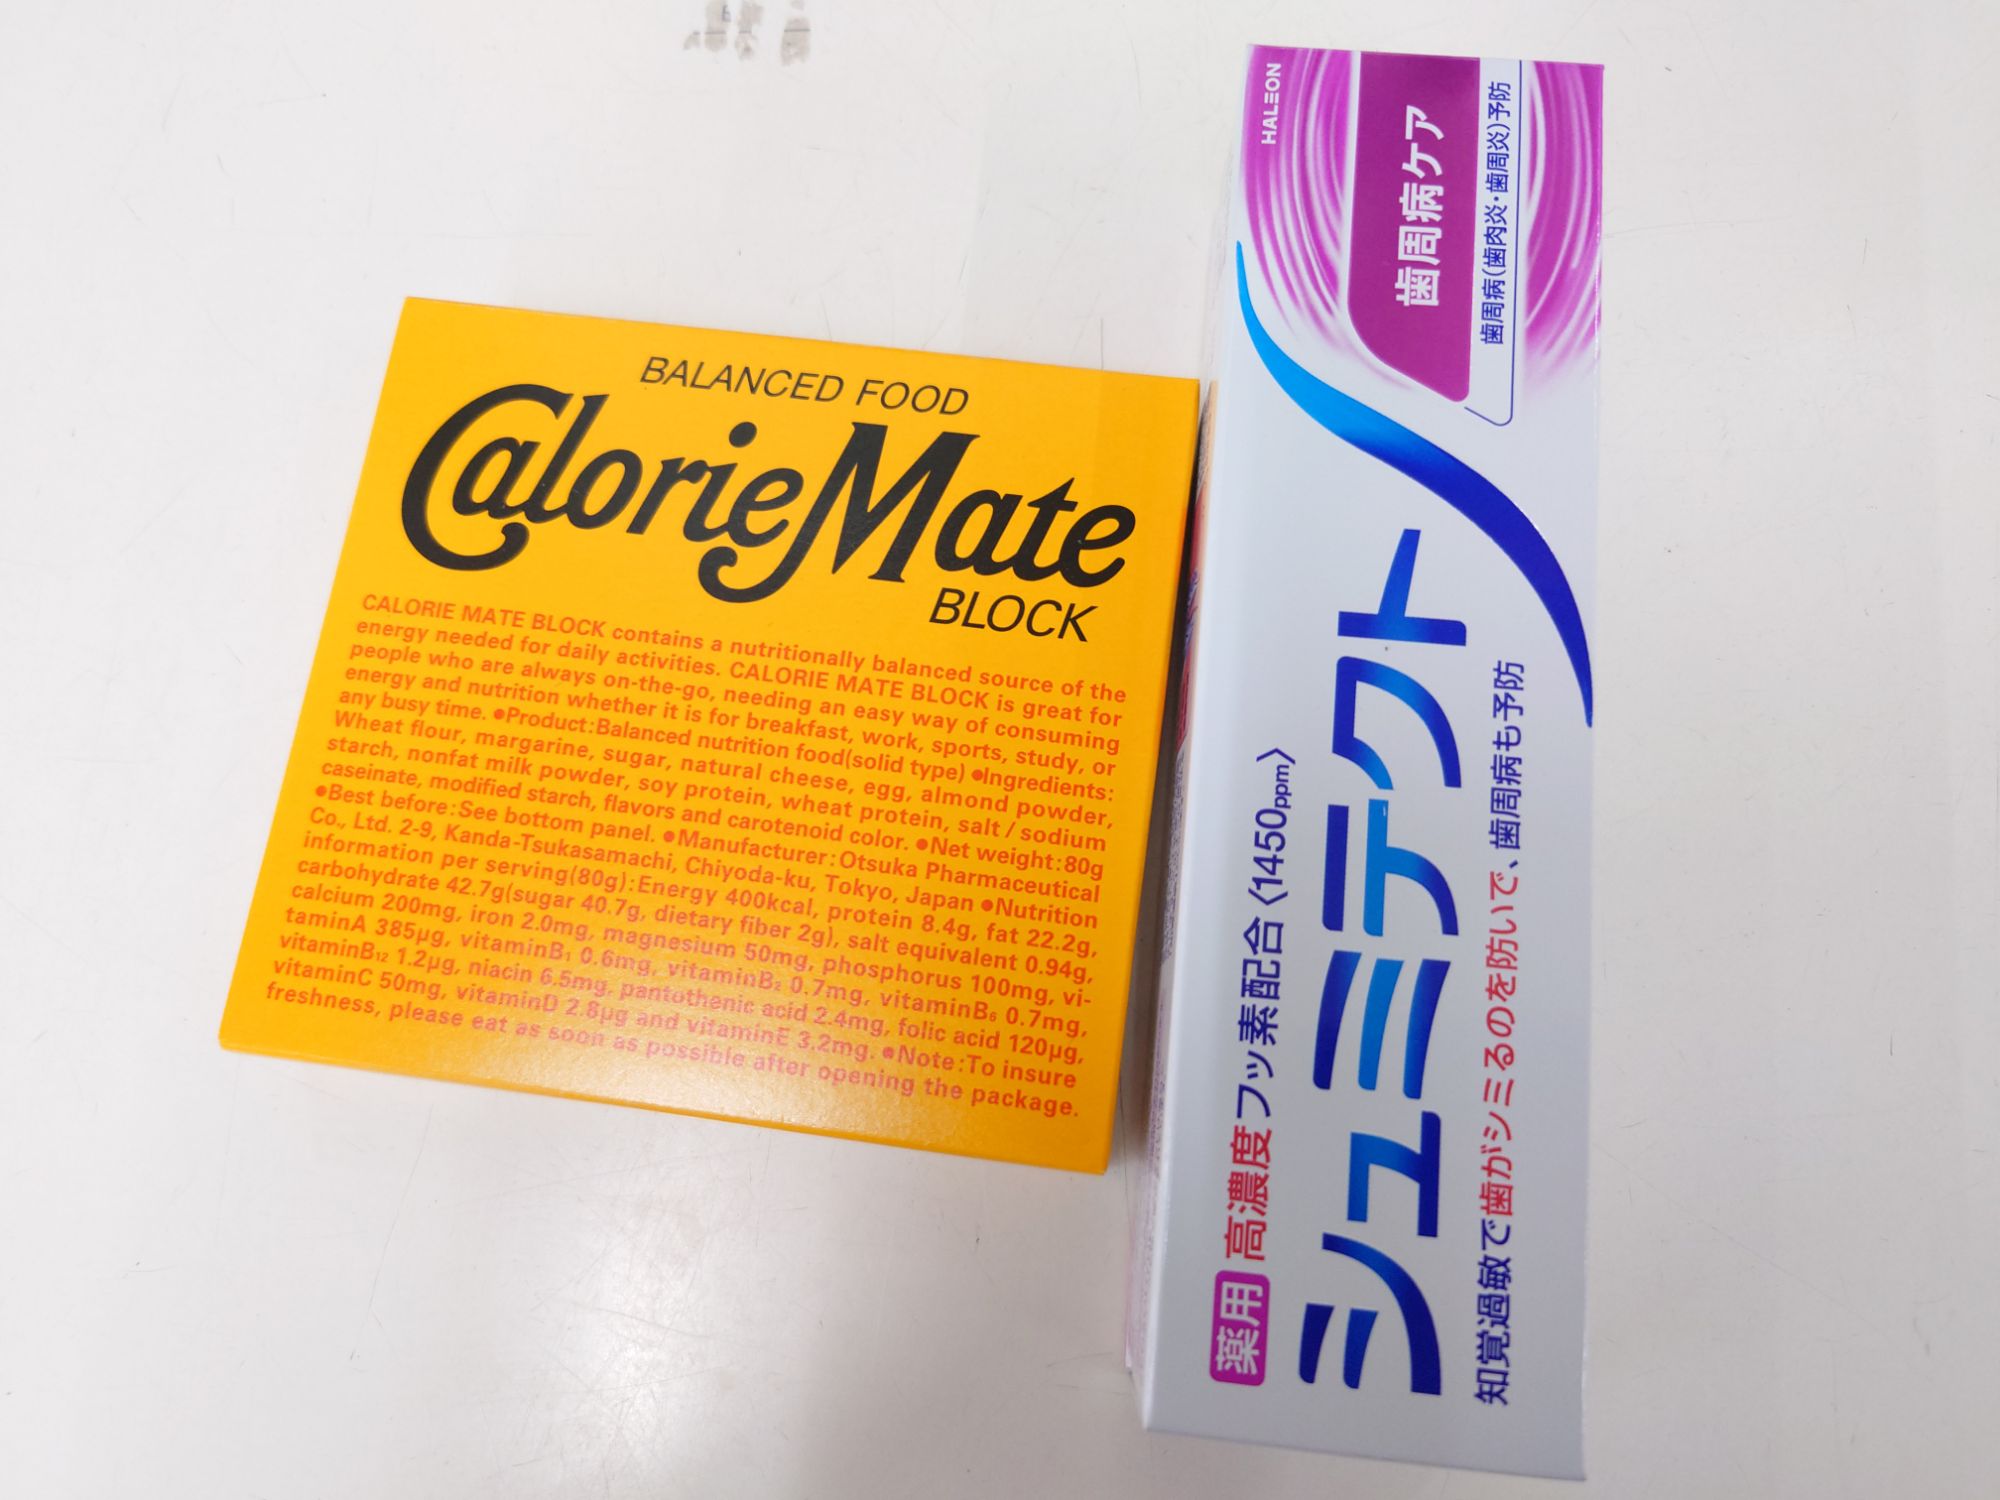 BALANCED FOOD
CalorieMate
BLOCK
CALORIE MATE BLOCK contains a nutritionally balanced source of the
energy needed for daily activities. CALORIE MATE BLOCK is great for
people who are always on-the-go, needing an easy way of consuming
energy and nutrition whether it is for breakfast, work, sports, study, or
any busy time. ●Product:Balanced nutrition food(solid type) ●Ingredients:
Wheat flour, margarine, sugar, natural cheese, egg, almond powder,
starch, nonfat milk powder, soy protein, wheat protein, salt / sodium
caseinate, modified starch, flavors and carotenoid color. ●Net weight:80g
●Best before:See bottom panel. ●Manufacturer:Otsuka Pharmaceutical
Co., Ltd. 2-9, Kanda-Tsukasamachi, Chiyoda-ku, Tokyo, Japan ●Nutrition
information per serving(80g):Energy 400kcal, protein 8.4g, fat 22.2g,
carbohydrate 42.7g(sugar 40.7g, dietary fiber 2g), salt equivalent 0.94g,
calcium 200mg, iron 2.0mg, magnesium 50mg, phosphorus 100mg, vi-
taminA 385μg, vitaminB₁ 0.6mg, vitaminB₂ 0.7mg, vitaminB₆ 0.7mg,
vitaminB₁₂ 1.2μg, niacin 6.5mg, pantothenic acid 2.4mg, folic acid 120μg,
vitaminC 50mg, vitaminD 2.8μg and vitaminE 3.2mg. ●Note:To insure
freshness, please eat as soon as possible after opening the package.
薬用 高濃度フッ素配合〈1450ppm〉
シュミテクト
知覚過敏で歯がシミるのを防いで、歯周病も予防
HALEON
歯周病ケア
歯周病(歯肉炎・歯周炎)予防